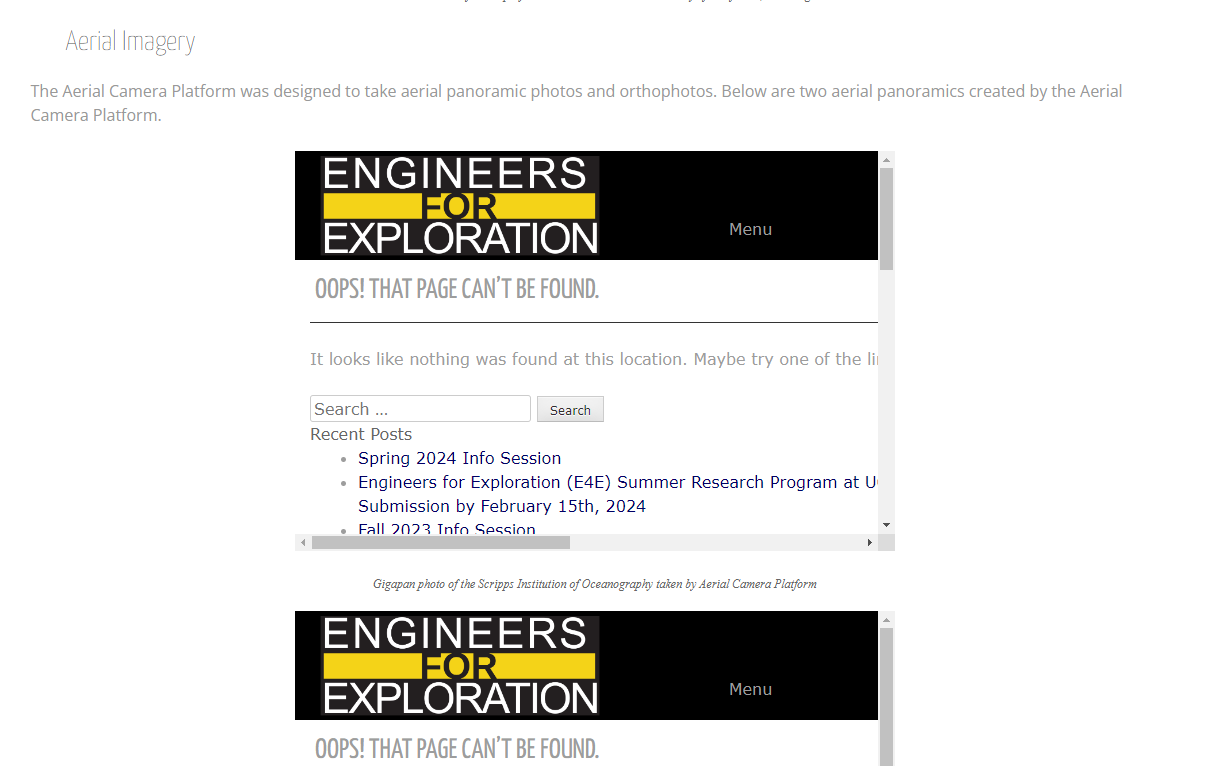 Aerial Imagery
The Aerial Camera Platform was designed to take aerial panoramic photos and orthophotos. Below are two aerial panoramics created by the Aerial
Camera Platform.
ENGINEERS
FOR
EXPLORATION
Menu
OOPS! THAT PAGE CAN'T BE FOUND.
It looks like nothing was found at this location. Maybe try one of the
Search ...
Search
Recent Posts
Spring 2024 Info Session
Engineers for Exploration (E4E) Summer Research Program at
Submission by February 15th, 2024
Fall 2023 Info Session
Gigapan photo of the Scripps Institution of Oceanography taken by Aerial Camera Platform
ENGINEERS
FOR
EXPLORATION
Menu
OOPS! THAT PAGE CAN'T BE FOUND.